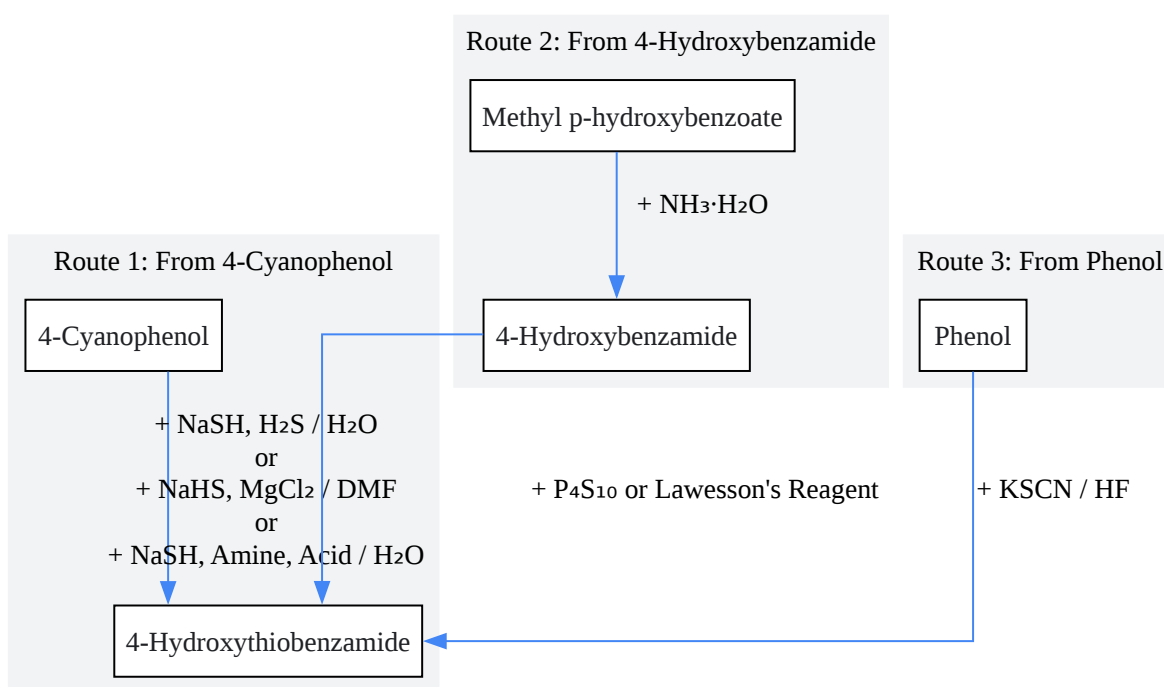 Route 2: From 4-Hydroxybenzamide
Methyl p-hydroxybenzoate
+ NH₃·H₂O
Route 1: From 4-Cyanophenol
Route 3: From Phenol
4-Cyanophenol
4-Hydroxybenzamide
Phenol
+ NaSH, H₂S / H₂O
or
+ NaHS, MgCl₂ / DMF
or
+ NaSH, Amine, Acid / H₂O
+ P₄S₁₀ or Lawesson's Reagent
+ KSCN / HF
4-Hydroxythiobenzamide